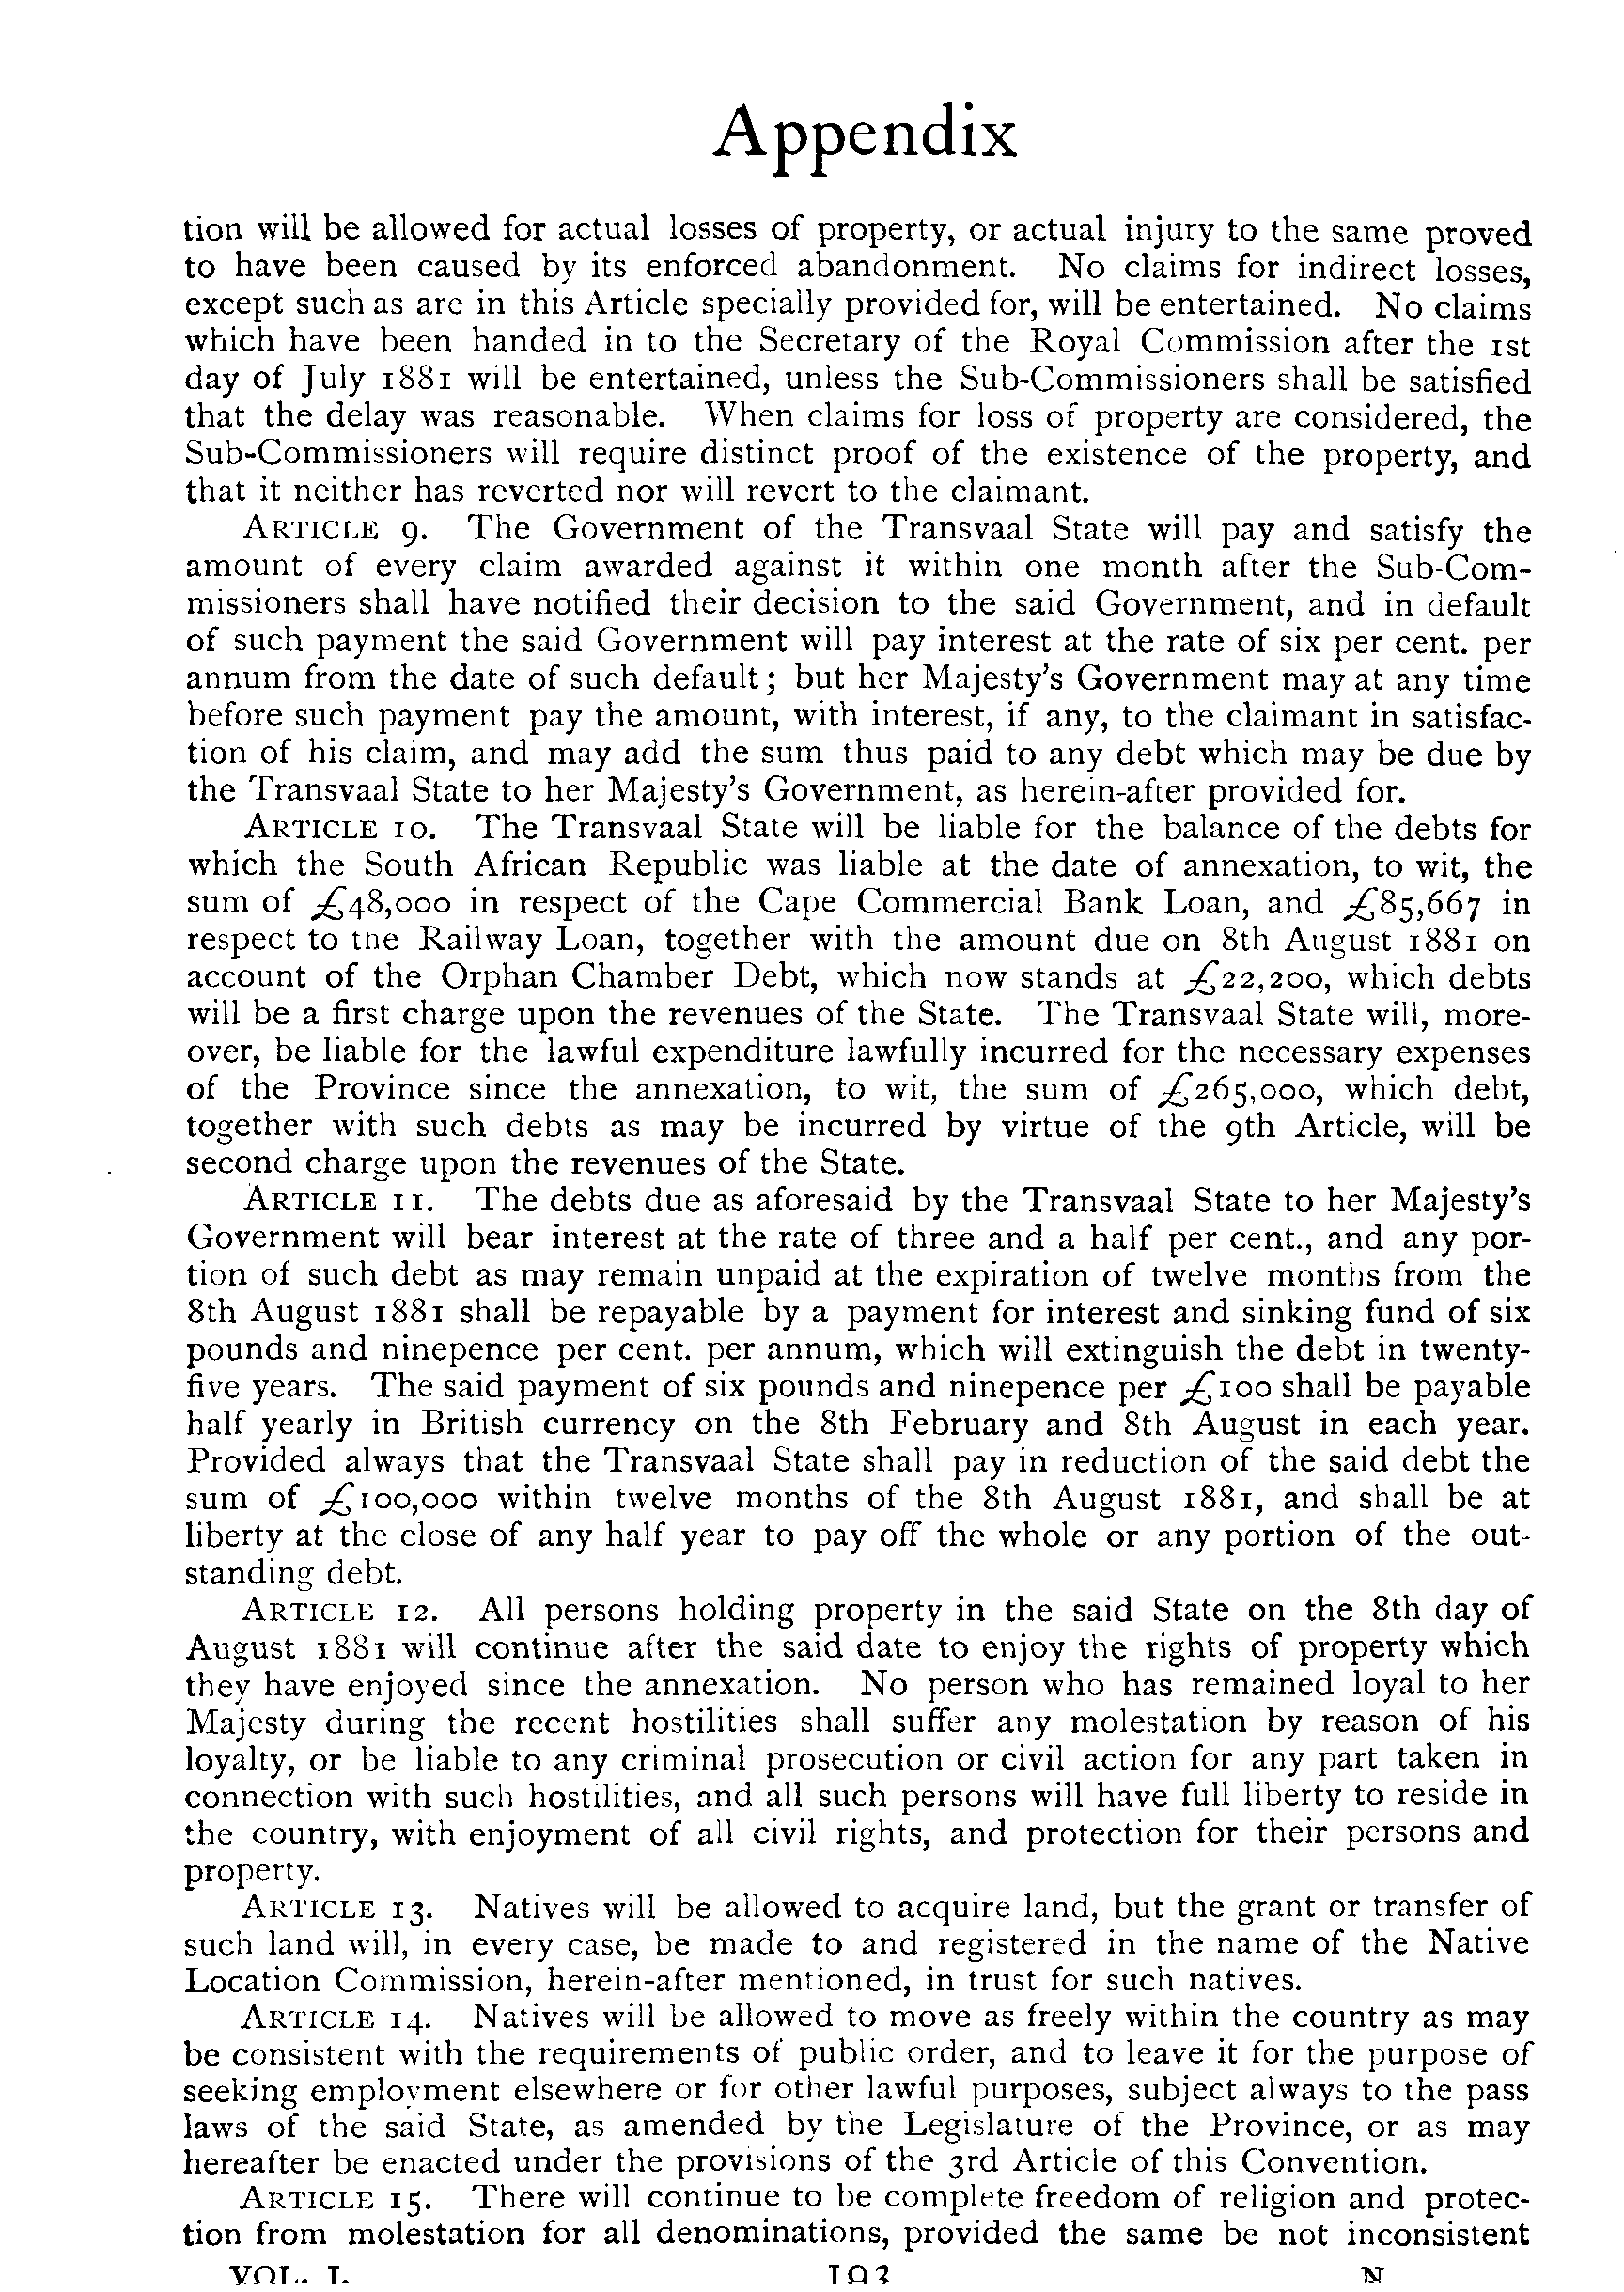 Appendix
tion will be allowed for actual losses of property, or actual injury to the same proved
to have been caused by its enforced abandonment. No claims for indirect losses,
except such as are in this Article specially provided for, will be entertained. No claims
which have been handed in to the Secretary of the Royal Commission after the 1st
day of July 1881 will be entertained, unless the Sub-Commissioners shall be satisfied
that the delay was reasonable. When claims for loss of property are considered, the
Sub-Commissioners will require distinct proof of the existence of the property, and
that it neither has reverted nor will revert to the claimant.
ARTICLE 9. The Government of the Transvaal State will pay and satisfy the
amount of every claim awarded against it within one month after the Sub-Com-
missioners shall have notified their decision to the said Government, and in default
of such payment the said Government will pay interest at the rate of six per cent. per
annum from the date of such default; but her Majesty's Government may at any time
before such payment pay the amount, with interest, if any, to the claimant in satisfac-
tion of his claim, and may add the sum thus paid to any debt which may be due by
the Transvaal State to her Majesty's Government, as herein-after provided for.
ARTICLE 10. The Transvaal State will be liable for the balance of the debts for
which the South African Republic was liable at the date of annexation, to wit, the
sum of £48,000 in respect of the Cape Commercial Bank Loan, and £85,667 in
respect to the Railway Loan, together with the amount due on 8th August 1881 on
account of the Orphan Chamber Debt, which now stands at £22,200, which debts
will be a first charge upon the revenues of the State. The Transvaal State will, more-
over, be liable for the lawful expenditure lawfully incurred for the necessary expenses
of the Province since the annexation, to wit, the sum of £265,000, which debt,
together with such debts as may be incurred by virtue of the 9th Article, will be
second charge upon the revenues of the State.
ARTICLE 11. The debts due as aforesaid by the Transvaal State to her Majesty's
Government will bear interest at the rate of three and a half per cent., and any por-
tion of such debt as may remain unpaid at the expiration of twelve months from the
8th August 1881 shall be repayable by a payment for interest and sinking fund of six
pounds and ninepence per cent. per annum, which will extinguish the debt in twenty-
five years. The said payment of six pounds and ninepence per £100 shall be payable
half yearly in British currency on the 8th February and 8th August in each year.
Provided always that the Transvaal State shall pay in reduction of the said debt the
sum of £100,000 within twelve months of the 8th August 1881, and shall be at
liberty at the close of any half year to pay off the whole or any portion of the out-
standing debt.
ARTICLE 12. All persons holding property in the said State on the 8th day of
August 1881 will continue after the said date to enjoy the rights of property which
they have enjoyed since the annexation. No person who has remained loyal to her
Majesty during the recent hostilities shall suffer any molestation by reason of his
loyalty, or be liable to any criminal prosecution or civil action for any part taken in
connection with such hostilities, and all such persons will have full liberty to reside in
the country, with enjoyment of all civil rights, and protection for their persons and
property.
ARTICLE 13. Natives will be allowed to acquire land, but the grant or transfer of
such land will, in every case, be made to and registered in the name of the Native
Location Commission, herein-after mentioned, in trust for such natives.
ARTICLE 14. Natives will be allowed to move as freely within the country as may
be consistent with the requirements of public order, and to leave it for the purpose of
seeking employment elsewhere or for other lawful purposes, subject always to the pass
laws of the said State, as amended by the Legislature of the Province, or as may
hereafter be enacted under the provisions of the 3rd Article of this Convention.
ARTICLE 15. There will continue to be complete freedom of religion and protec-
tion from molestation for all denominations, provided the same be not inconsistent
VOL. I. 193 N